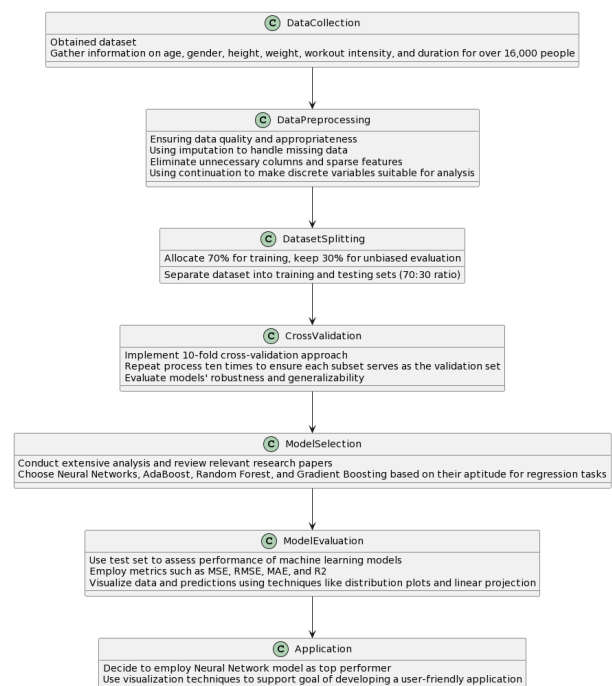 C DataCollection
Obtained dataset
Gather information on age, gender, height, weight, workout intensity, and duration for over 16,000 people
C DataPreprocessing
Ensuring data quality and appropriateness
Using imputation to handle missing data
Eliminate unnecessary columns and sparse features
Using continuation to make discrete variables suitable for analysis
C DatasetSplitting
Allocate 70% for training, keep 30% for unbiased evaluation
Separate dataset into training and testing sets (70:30 ratio)
C CrossValidation
Implement 10-fold cross-validation approach
Repeat process ten times to ensure each subset serves as the validation set
Evaluate models' robustness and generalizability
C ModelSelection
Conduct extensive analysis and review relevant research papers
Choose Neural Networks, AdaBoost, Random Forest, and Gradient Boosting based on their aptitude for regression tasks
C ModelEvaluation
Use test set to assess performance of machine learning models
Employ metrics such as MSE, RMSE, MAE, and R2
Visualize data and predictions using techniques like distribution plots and linear projection
C Application
Decide to employ Neural Network model as top performer
Use visualization techniques to support goal of developing a user-friendly application